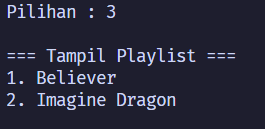 Pilihan : 3
=== Tampil Playlist ===
1. Believer
2. Imagine Dragon